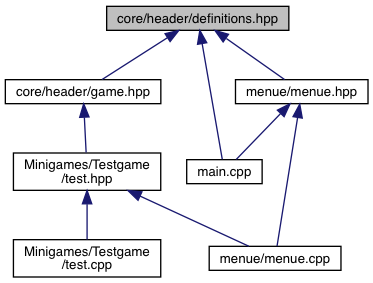 core/header/definitions.hpp
core/header/game.hpp
menue/menue.hpp
Minigames/Testgame
/test.hpp
main.cpp
Minigames/Testgame
/test.cpp
menue/menue.cpp